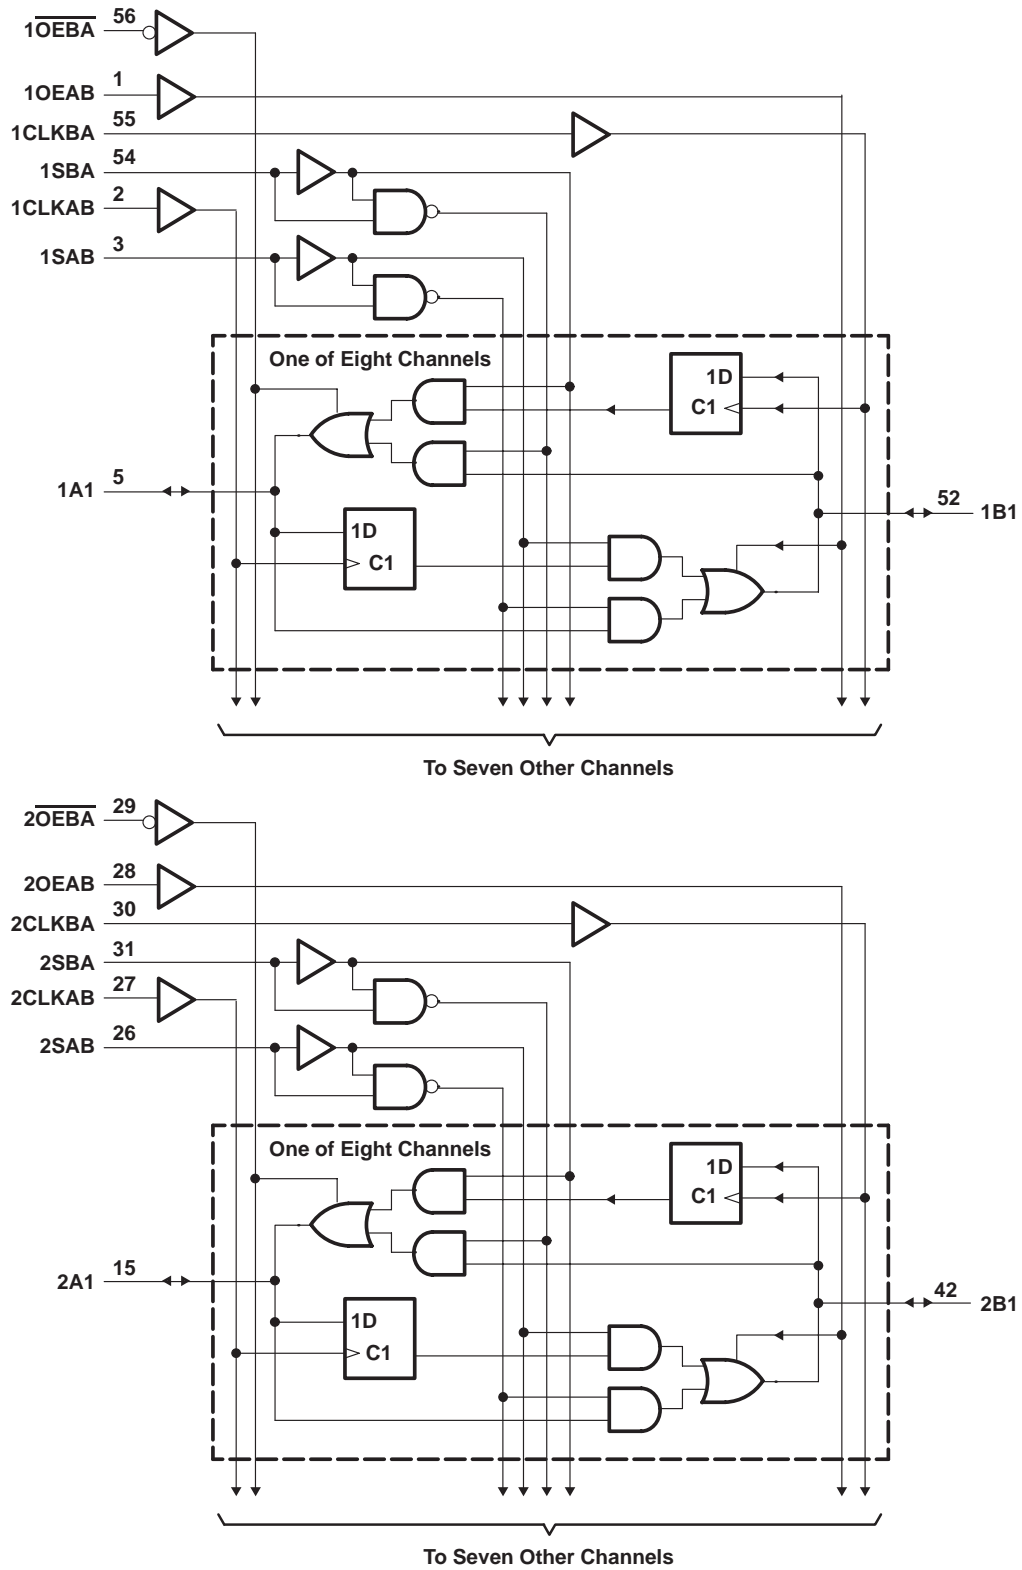 1OEBA 56
1OEAB 1
1CLKBA 55
1SBA 54
1CLKAB 2
1SAB 3
One of Eight Channels
1D
C1
1A1 5
52 1B1
1D
C1
To Seven Other Channels
2OEBA 29
2OEAB 28
2CLKBA 30
2SBA 31
2CLKAB 27
2SAB 26
One of Eight Channels
1D
C1
2A1 15
42 2B1
1D
C1
To Seven Other Channels